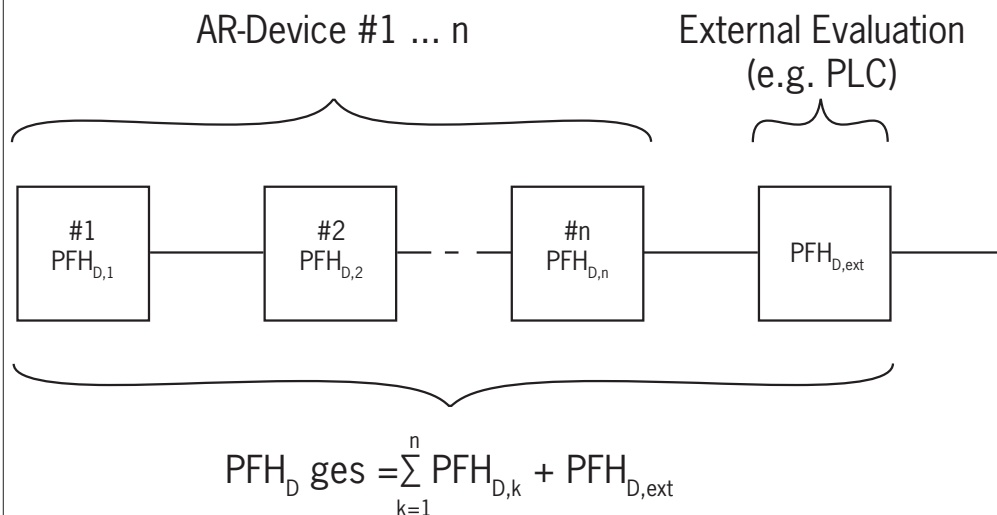 AR-Device #1 ... n
External Evaluation
(e.g. PLC)
#1
PFH_D,1
#2
PFH_D,2
#n
PFH_D,n
PFH_D,ext
PFH_D ges =∑_{k=1}^{n} PFH_D,k + PFH_D,ext